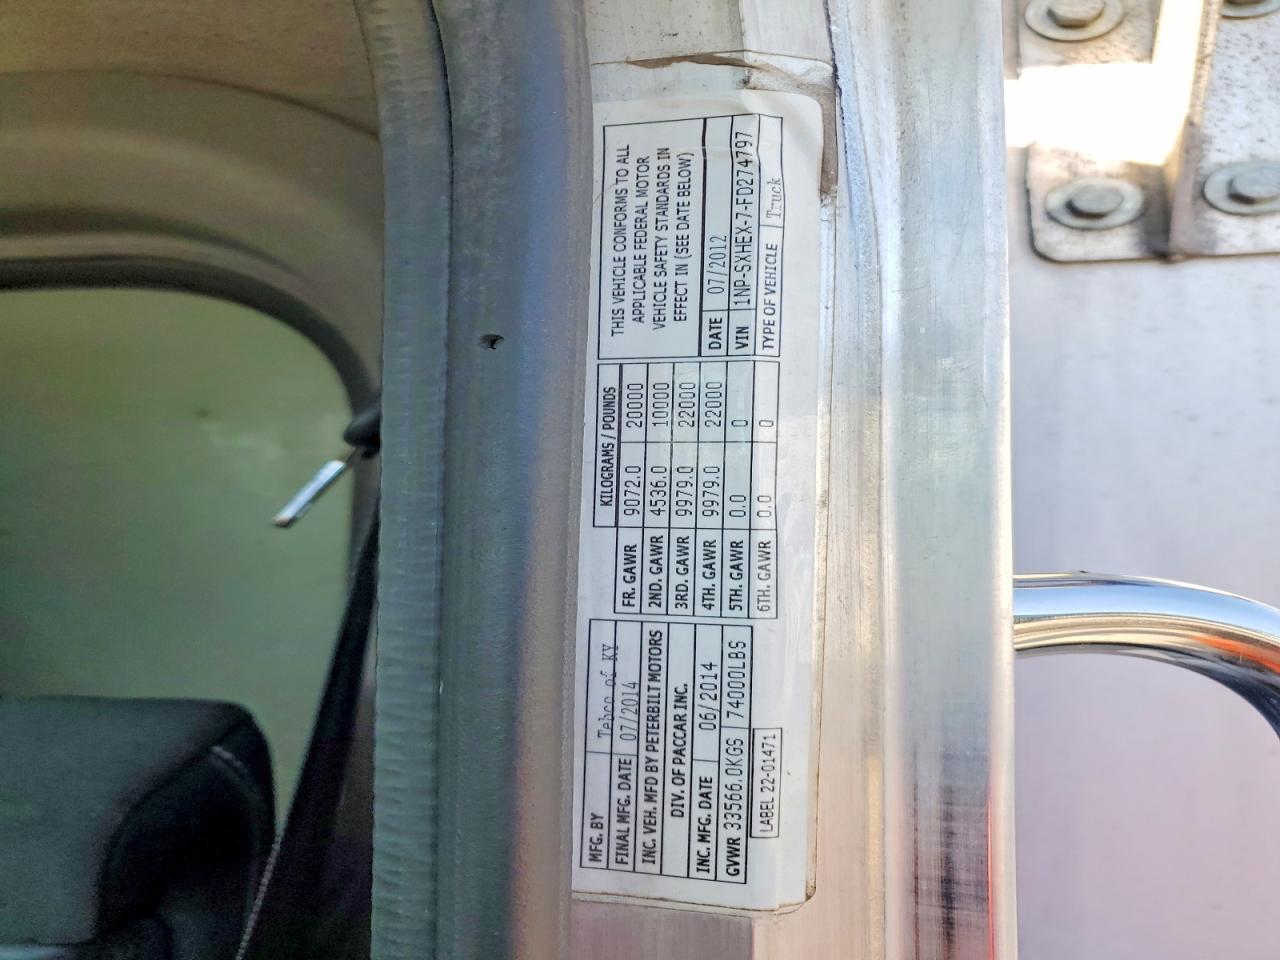 MFG. BY Tebco of KY
FINAL MFG. DATE 07/2014
INC. VEH. MFD BY PETERBILT MOTORS
DIV. OF PACCAR INC.
INC. MFG. DATE 06/2014
GVWR 33566.0KGS 74000LBS
LABEL 22-01471
KILOGRAMS / POUNDS
FR. GAWR 9072.0 20000
2ND. GAWR 4536.0 10000
3RD. GAWR 9979.0 22000
4TH. GAWR 9979.0 22000
5TH. GAWR 0.0 0
6TH. GAWR 0.0 0
THIS VEHICLE CONFORMS TO ALL
APPLICABLE FEDERAL MOTOR
VEHICLE SAFETY STANDARDS IN
EFFECT IN (SEE DATE BELOW)
DATE 07/2012
VIN 1NP-SXHEX-7-FD274797
TYPE OF VEHICLE Truck